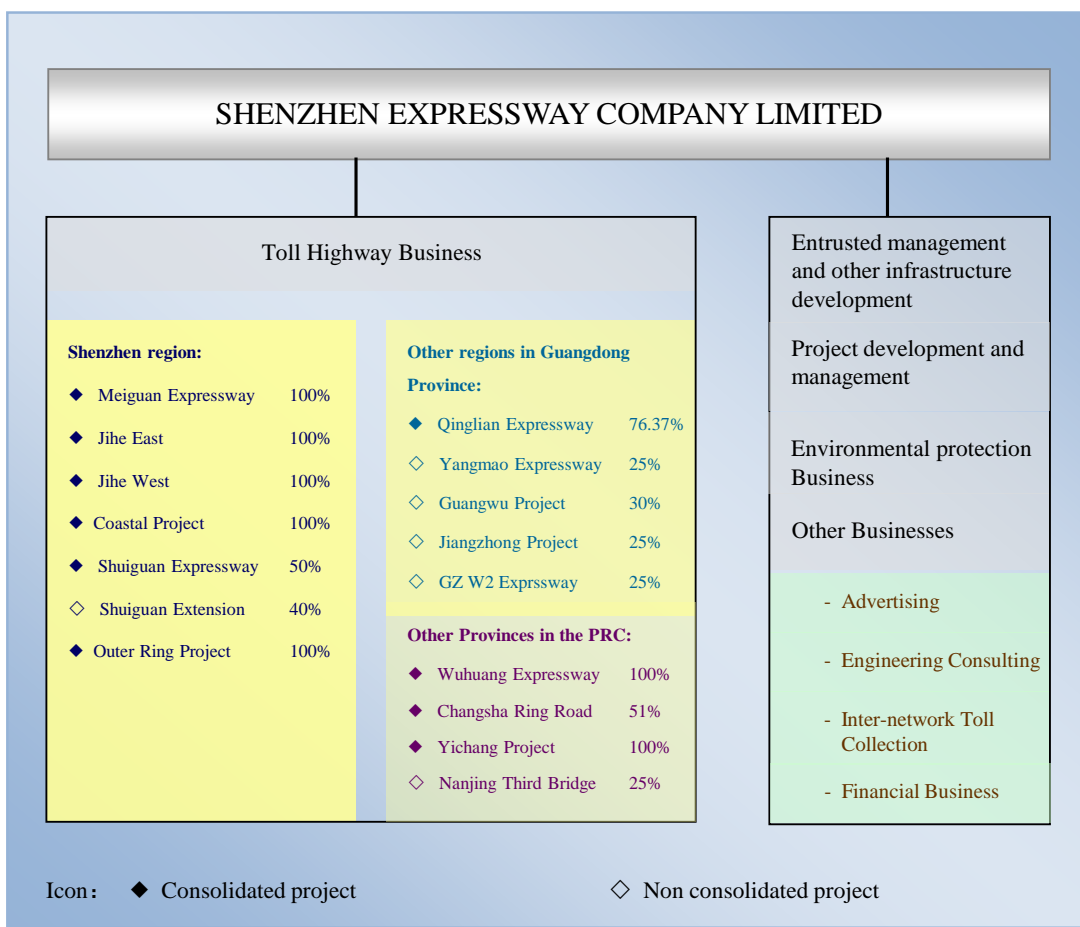 SHENZHEN EXPRESSWAY COMPANY LIMITED
Toll Highway Business
Shenzhen region:
◆ Meiguan Expressway 100%
◆ Jihe East 100%
◆ Jihe West 100%
◆ Coastal Project 100%
◆ Shuiguan Expressway 50%
◇ Shuiguan Extension 40%
◆ Outer Ring Project 100%
Other regions in Guangdong
Province:
◆ Qinglian Expressway 76.37%
◇ Yangmao Expressway 25%
◇ Guangwu Project 30%
◇ Jiangzhong Project 25%
◇ GZ W2 Exprssway 25%
Other Provinces in the PRC:
◆ Wuhuang Expressway 100%
◆ Changsha Ring Road 51%
◆ Yichang Project 100%
◇ Nanjing Third Bridge 25%
Entrusted management
and other infrastructure
development
Project development and
management
Environmental protection
Business
Other Businesses
- Advertising
- Engineering Consulting
- Inter-network Toll
Collection
- Financial Business
Icon： ◆ Consolidated project ◇ Non consolidated project